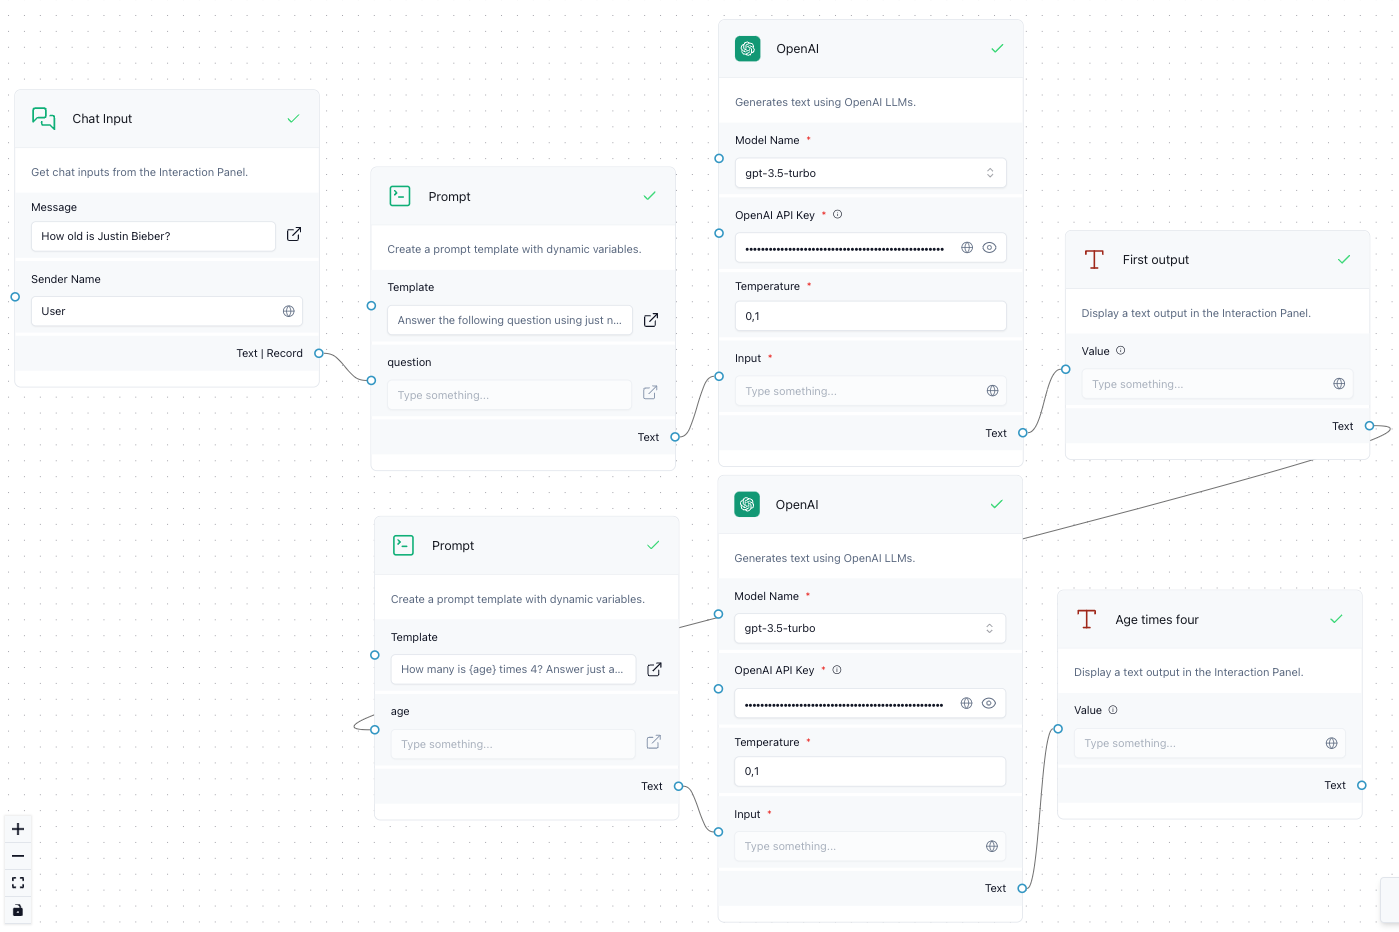 Chat Input
Get chat inputs from the Interaction Panel.
Message
How old is Justin Bieber?
Sender Name
User
Text | Record
Prompt
Create a prompt template with dynamic variables.
Template
Answer the following question using just n...
question
Type something...
Text
OpenAI
Generates text using OpenAI LLMs.
Model Name *
gpt-3.5-turbo
OpenAI API Key *
Temperature *
0,1
Input *
Type something...
Text
First output
Display a text output in the Interaction Panel.
Value
Type something...
Text
Prompt
Create a prompt template with dynamic variables.
Template
How many is {age} times 4? Answer just a...
age
Type something...
Text
OpenAI
Generates text using OpenAI LLMs.
Model Name *
gpt-3.5-turbo
OpenAI API Key *
Temperature *
0,1
Input *
Type something...
Text
Age times four
Display a text output in the Interaction Panel.
Value
Type something...
Text